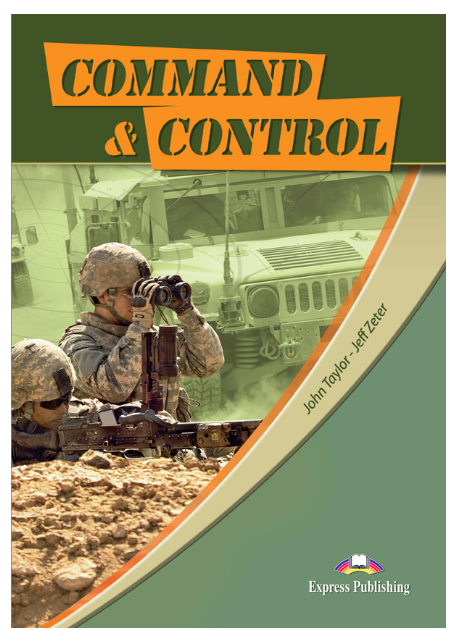 COMMAND
& CONTROL
John Taylor - Jeff Zeter
Express Publishing